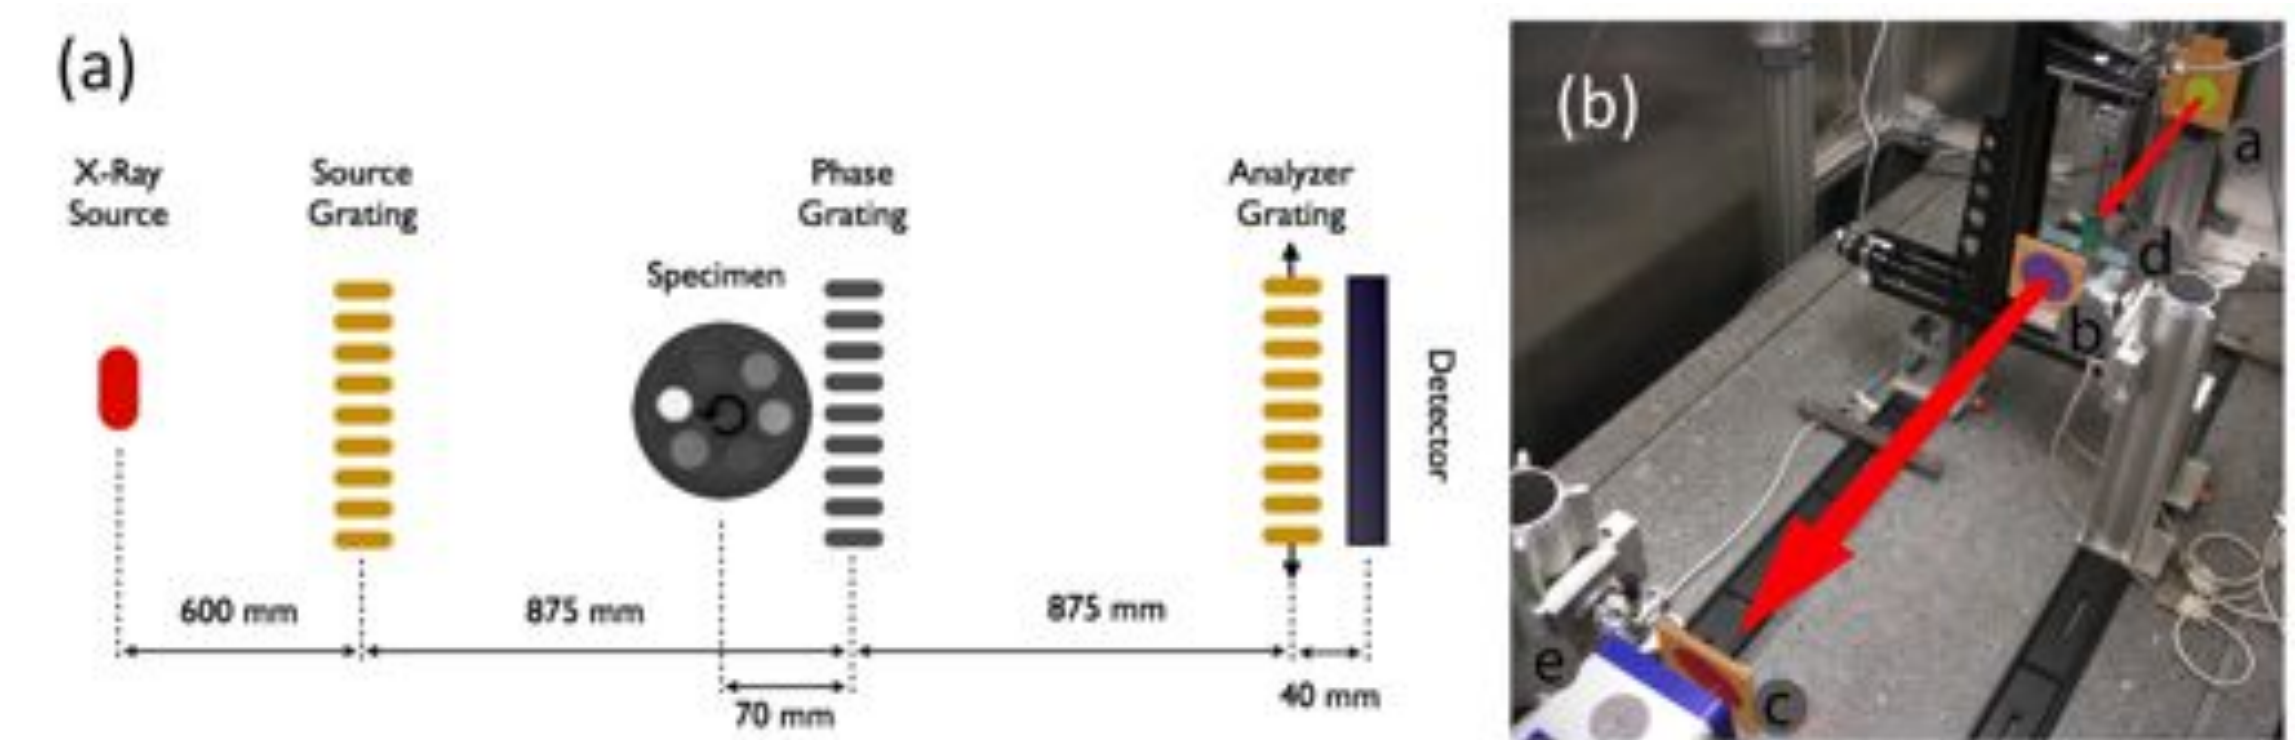 (a)
X-Ray
Source
Source
Grating
Phase
Grating
Analyzer
Grating
Specimen
Detector
600 mm
875 mm
875 mm
70 mm
40 mm
(b)
a
d
b
e
c